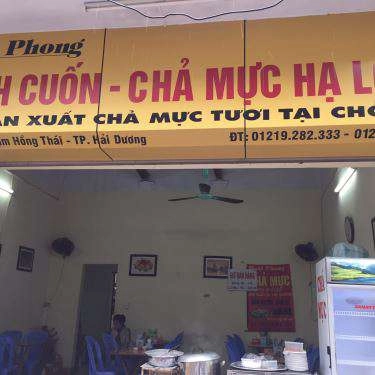 Phong
H CUỐN - CHẢ MỰC HẠ L
ẢN XUẤT CHẢ MỰC TƯƠI TẠI CHỖ
m Hồng Thái - TP. Hải Dương ĐT: 01219.282.333 - 012
CHẢ MỰC